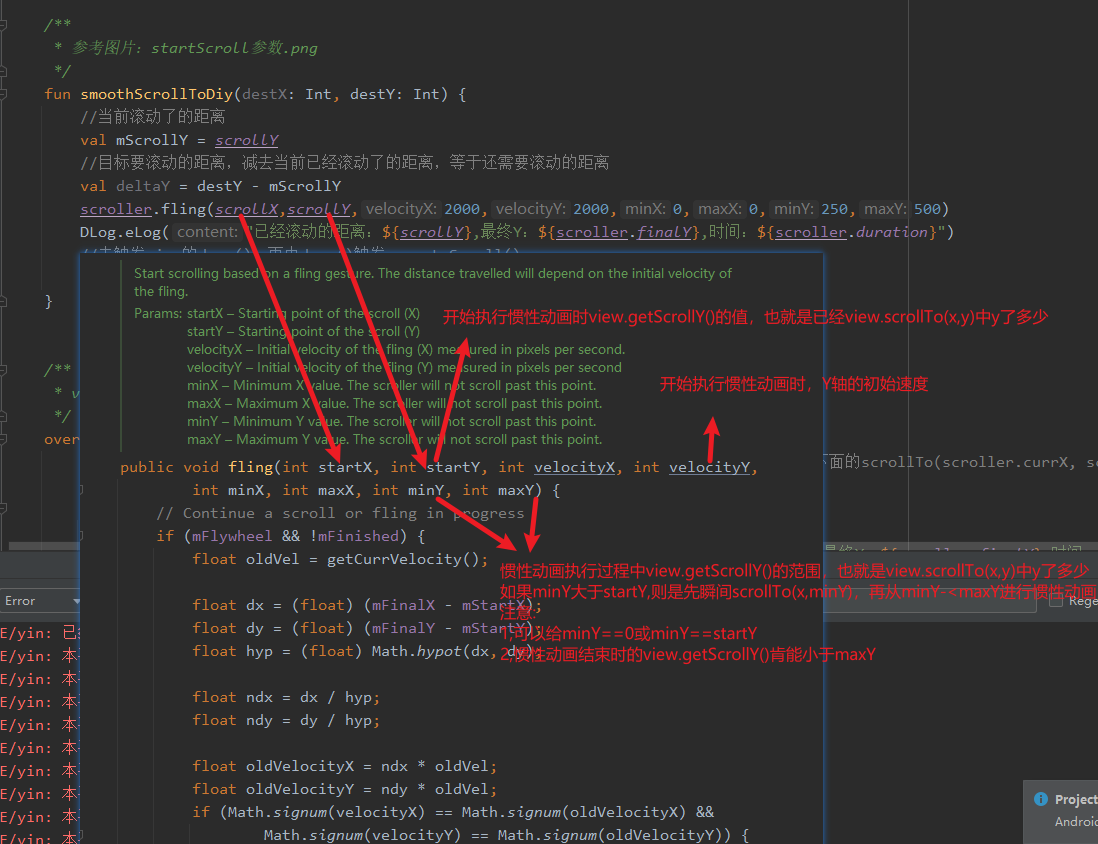 /**
* 参考图片：startScroll参数.png
*/
fun smoothScrollToDiy(destX: Int, destY: Int) {
//当前滚动了的距离
val mScrollY = scrollY
//目标要滚动的距离，减去当前已经滚动了的距离，等于还需要滚动的距离
val deltaY = destY - mScrollY
scroller.fling(scrollX,scrollY, velocityX: 2000, velocityY: 2000, minX: 0, maxX: 0, minY: 250, maxY: 500)
DLog.eLog( content: "已经滚动的距离：${scrollY},最终Y：${scroller.finalY},时间：${scroller.duration}")
Start scrolling based on a fling gesture. The distance travelled will depend on the initial velocity of
the fling.
}
Params: startX – Starting point of the scroll (X)
开始执行惯性动画时view.getScrollY()的值，也就是已经view.scrollTo(x,y)中y了多少
startY – Starting point of the scroll (Y)
velocityX – Initial velocity of the fling (X) measured in pixels per second.
velocityY – Initial velocity of the fling (Y) measured in pixels per second
/**
minX – Minimum X value. The scroller will not scroll past this point.
开始执行惯性动画时，Y轴的初始速度
* v
maxX – Maximum X value. The scroller will not scroll past this point.
*/
minY – Minimum Y value. The scroller will not scroll past this point.
over
maxY – Maximum Y value. The scroller will not scroll past this point.
public void fling(int startX, int startY, int velocityX, int velocityY,
下面的scrollTo(scroller.currX, sc
int minX, int maxX, int minY, int maxY) {
// Continue a scroll or fling in progress
if (mFlywheel && !mFinished) {
float oldVel = getCurrVelocity();
惯性动画执行过程中view.getScrollY()的范围，也就是view.scrollTo(x,y)中y了多少
如果minY大于startY,则是先瞬间scrollTo(x,minY)，再从minY-<maxY进行惯性动画
Error
Rege
float dx = (float) (mFinalX - mStartX);
注意:
float dy = (float) (mFinalY - mStartY);
1,可以给minY==0或minY==startY
float hyp = (float) Math.hypot(dx, dy);
2,惯性动画结束时的view.getScrollY()肯能小于maxY
E/yin: 已
E/yin: 本
E/yin: 本
E/yin: 本
float ndx = dx / hyp;
E/yin: 本
float ndy = dy / hyp;
E/yin: 本
float oldVelocityX = ndx * oldVel;
E/yin: 本
float oldVelocityY = ndy * oldVel;
E/yin: 本
if (Math.signum(velocityX) == Math.signum(oldVelocityX) &&
E/yin: 本
Math.signum(velocityY) == Math.signum(oldVelocityY)) {
E/yin: 本
Project
Android